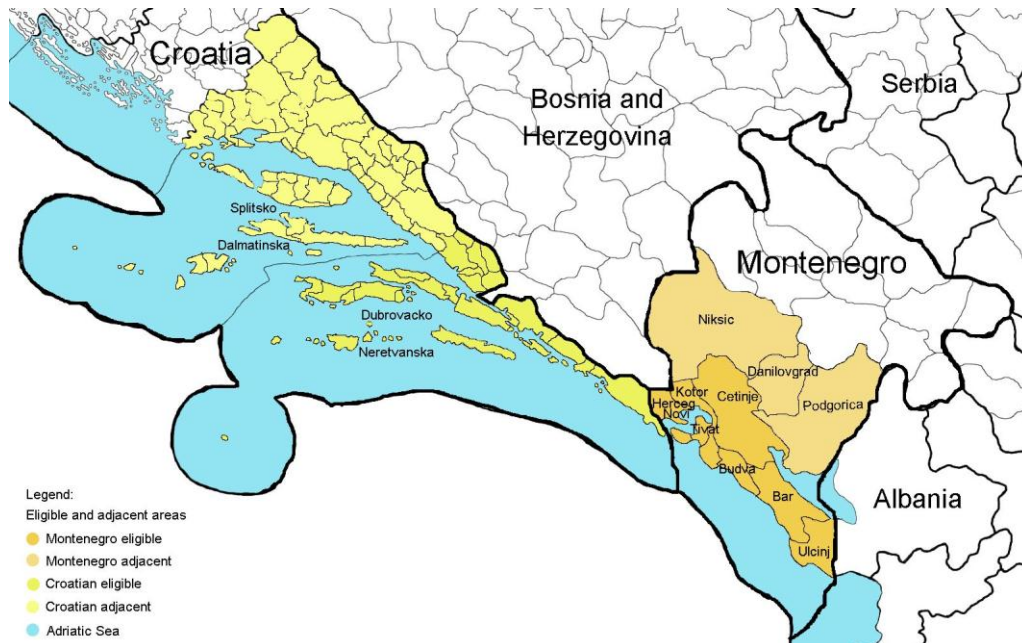 Croatia
Bosnia and
Herzegovina
Serbia
Splitsko
Dalmatinska
Montenegro
Dubrovacko
Neretvanska
Niksic
Danilovgrad
Kotor
Cetinje
Podgorica
Herceg
Novi
Tivat
Budva
Bar
Albania
Ulcinj
Legend:
Eligible and adjacent areas
Montenegro eligible
Montenegro adjacent
Croatian eligible
Croatian adjacent
Adriatic Sea